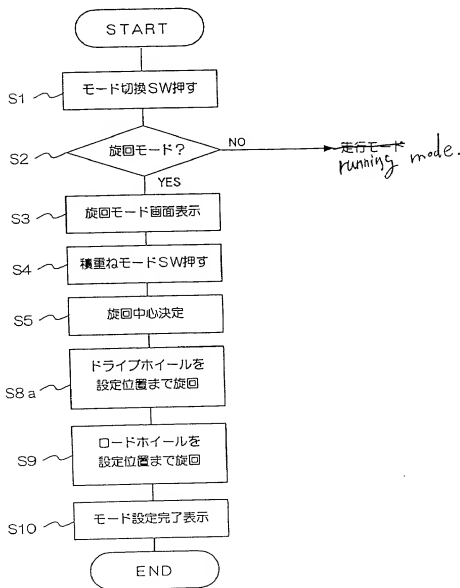 START
S1
モード切換SW押す
S2
旋回モード？
NO
走行モード
running mode.
YES
S3
旋回モード画面表示
S4
積重ねモードSW押す
S5
旋回中心決定
S8a
ドライブホイールを
設定位置まで旋回
S9
ロードホイールを
設定位置まで旋回
S10
モード設定完了表示
END